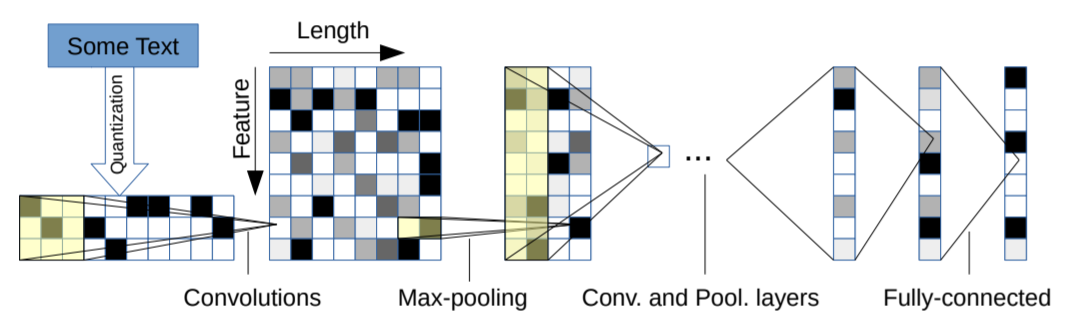 Some Text
Quantization
Length
Feature
...
Convolutions
Max-pooling
Conv. and Pool. layers
Fully-connected